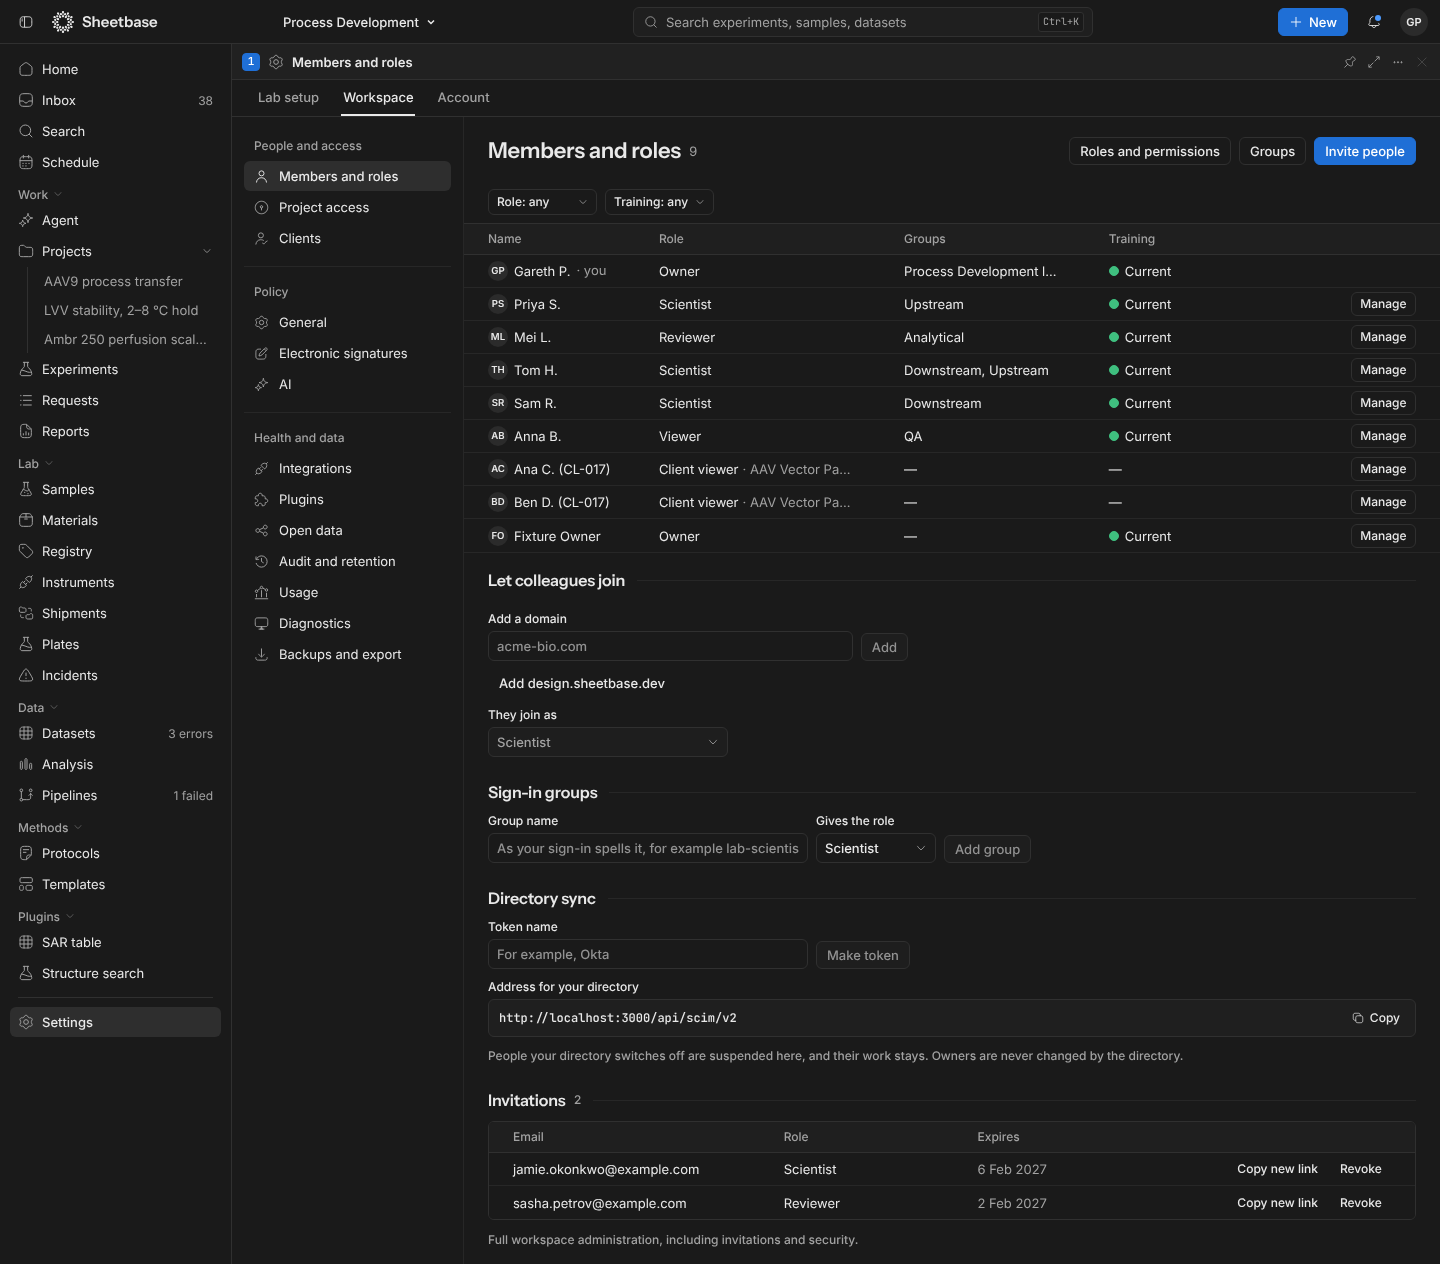 Sheetbase
Process Development
Search experiments, samples, datasets
Ctrl+K
New
GP
Home
Inbox 38
Search
Schedule
Work
Agent
Projects
AAV9 process transfer
LVV stability, 2–8 °C hold
Ambr 250 perfusion scal...
Experiments
Requests
Reports
Lab
Samples
Materials
Registry
Instruments
Shipments
Plates
Incidents
Data
Datasets 3 errors
Analysis
Pipelines 1 failed
Methods
Protocols
Templates
Plugins
SAR table
Structure search
Settings
1 Members and roles
Lab setup Workspace Account
People and access
Members and roles
Project access
Clients
Policy
General
Electronic signatures
AI
Health and data
Integrations
Plugins
Open data
Audit and retention
Usage
Diagnostics
Backups and export
Members and roles 9
Roles and permissions Groups Invite people
Role: any Training: any
Name Role Groups Training
GP Gareth P. · you Owner Process Development l... Current
PS Priya S. Scientist Upstream Current Manage
ML Mei L. Reviewer Analytical Current Manage
TH Tom H. Scientist Downstream, Upstream Current Manage
SR Sam R. Scientist Downstream Current Manage
AB Anna B. Viewer QA Current Manage
AC Ana C. (CL-017) Client viewer · AAV Vector Pa... — — Manage
BD Ben D. (CL-017) Client viewer · AAV Vector Pa... — — Manage
FO Fixture Owner Owner — Current Manage
Let colleagues join
Add a domain
acme-bio.com Add
Add design.sheetbase.dev
They join as
Scientist
Sign-in groups
Group name Gives the role
As your sign-in spells it, for example lab-scientis Scientist Add group
Directory sync
Token name
For example, Okta Make token
Address for your directory
http://localhost:3000/api/scim/v2 Copy
People your directory switches off are suspended here, and their work stays. Owners are never changed by the directory.
Invitations 2
Email Role Expires
jamie.okonkwo@example.com Scientist 6 Feb 2027 Copy new link Revoke
sasha.petrov@example.com Reviewer 2 Feb 2027 Copy new link Revoke
Full workspace administration, including invitations and security.